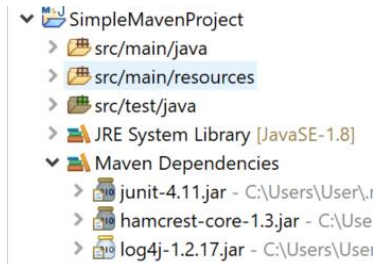 SimpleMavenProject
src/main/java
src/main/resources
src/test/java
JRE System Library [JavaSE-1.8]
Maven Dependencies
junit-4.11.jar - C:\Users\User\.
hamcrest-core-1.3.jar - C:\Use
log4j-1.2.17.jar - C:\Users\User